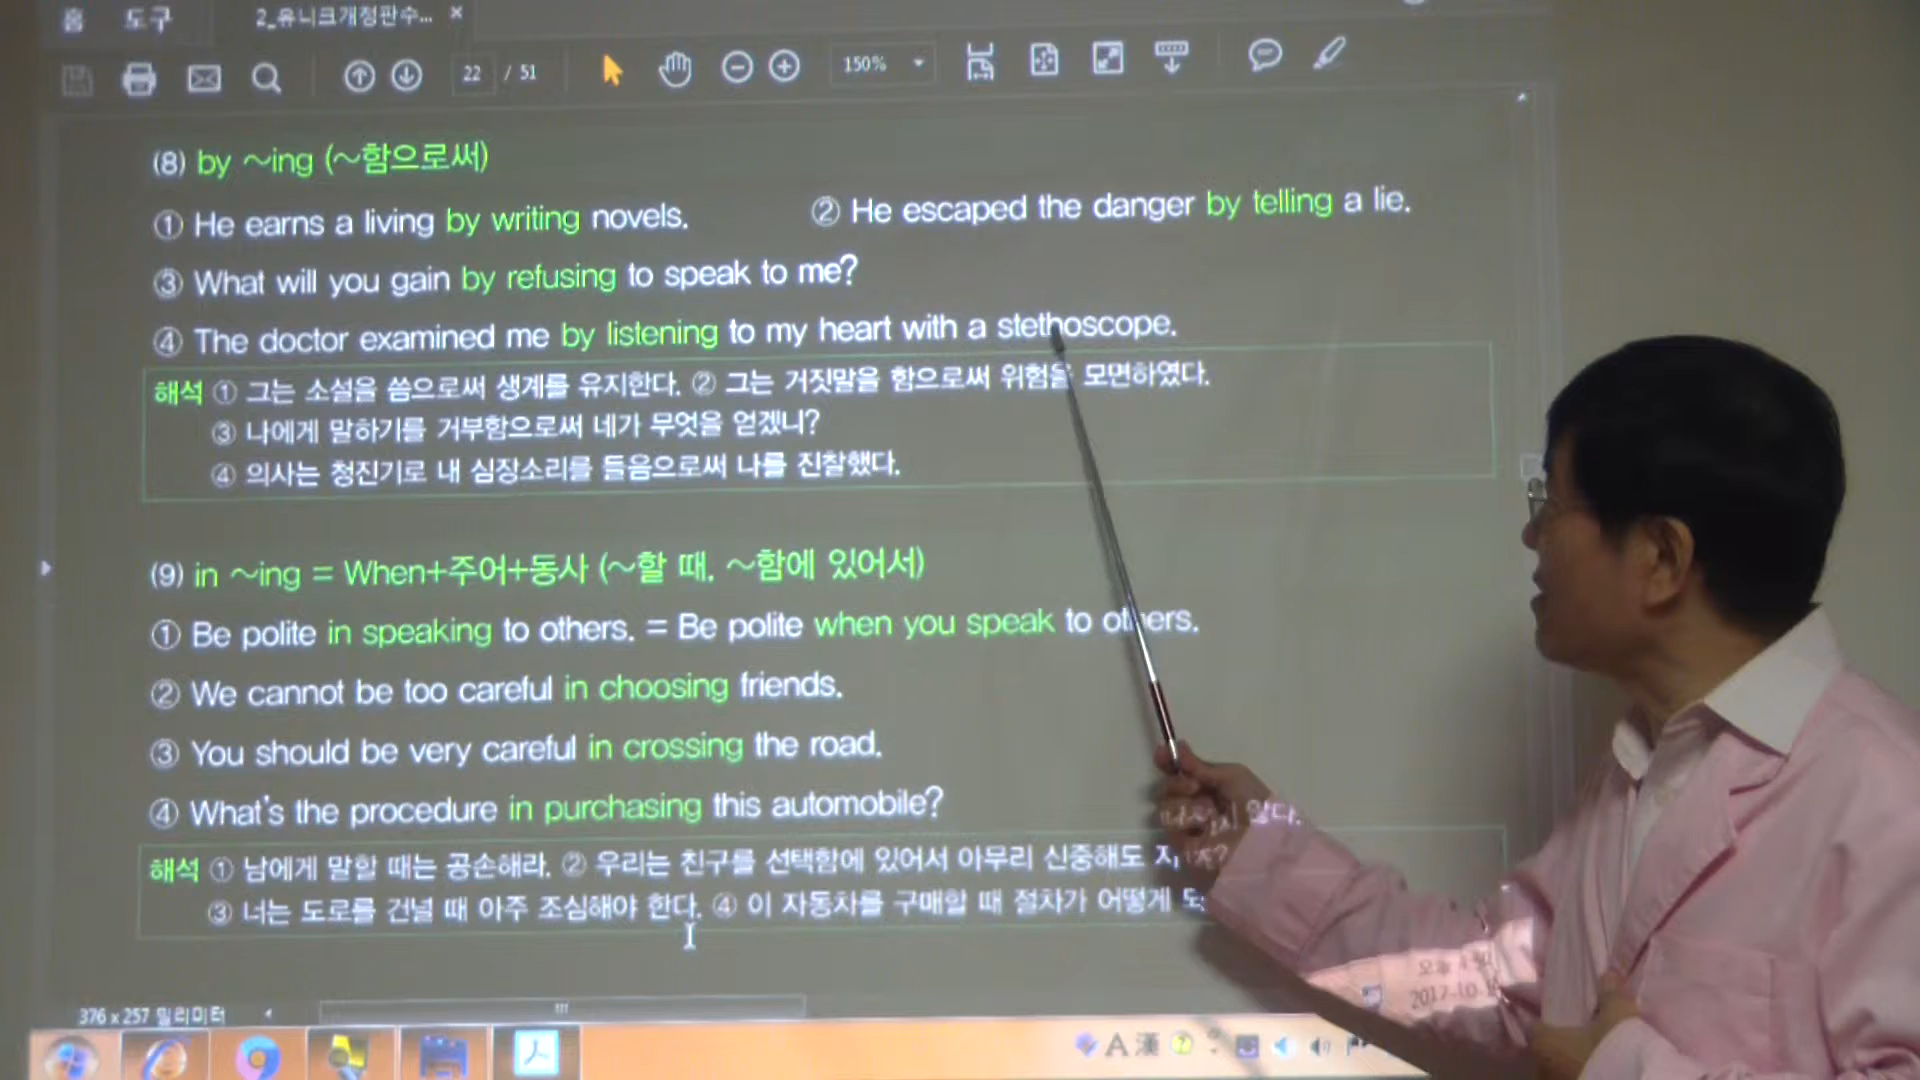 홈 도구 2_유니크개정판수... ×
22 / 51 150%
(8) by ~ing (~함으로써)
① He earns a living by writing novels. ② He escaped the danger by telling a lie.
③ What will you gain by refusing to speak to me?
④ The doctor examined me by listening to my heart with a stethoscope.
해석 ① 그는 소설을 씀으로써 생계를 유지한다. ② 그는 거짓말을 함으로써 위험을 모면하였다.
③ 나에게 말하기를 거부함으로써 네가 무엇을 얻겠니?
④ 의사는 청진기로 내 심장소리를 들음으로써 나를 진찰했다.
(9) in ~ing = When+주어+동사 (~할 때, ~함에 있어서)
① Be polite in speaking to others. = Be polite when you speak to others.
② We cannot be too careful in choosing friends.
③ You should be very careful in crossing the road.
④ What's the procedure in purchasing this automobile?
해석 ① 남에게 말할 때는 공손해라. ② 우리는 친구를 선택함에 있어서 아무리 신중해도 않다.
③ 너는 도로를 건널 때 아주 조심해야 한다. ④ 이 자동차를 구매할 때 절차가 어떻게
376 x 257 밀리미터
A 漢